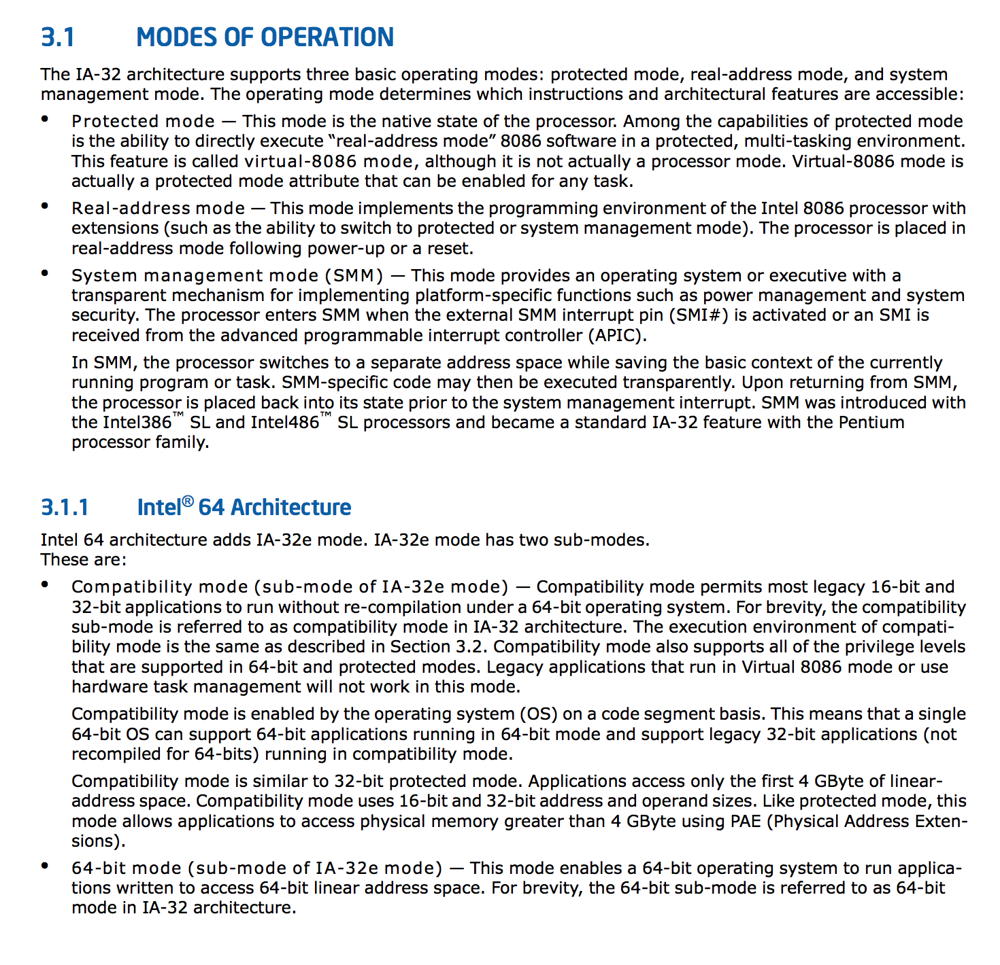 3.1 MODES OF OPERATION
The IA-32 architecture supports three basic operating modes: protected mode, real-address mode, and system
management mode. The operating mode determines which instructions and architectural features are accessible:
• Protected mode — This mode is the native state of the processor. Among the capabilities of protected mode
is the ability to directly execute “real-address mode” 8086 software in a protected, multi-tasking environment.
This feature is called virtual-8086 mode, although it is not actually a processor mode. Virtual-8086 mode is
actually a protected mode attribute that can be enabled for any task.
• Real-address mode — This mode implements the programming environment of the Intel 8086 processor with
extensions (such as the ability to switch to protected or system management mode). The processor is placed in
real-address mode following power-up or a reset.
• System management mode (SMM) — This mode provides an operating system or executive with a
transparent mechanism for implementing platform-specific functions such as power management and system
security. The processor enters SMM when the external SMM interrupt pin (SMI#) is activated or an SMI is
received from the advanced programmable interrupt controller (APIC).
In SMM, the processor switches to a separate address space while saving the basic context of the currently
running program or task. SMM-specific code may then be executed transparently. Upon returning from SMM,
the processor is placed back into its state prior to the system management interrupt. SMM was introduced with
the Intel386™ SL and Intel486™ SL processors and became a standard IA-32 feature with the Pentium
processor family.
3.1.1 Intel® 64 Architecture
Intel 64 architecture adds IA-32e mode. IA-32e mode has two sub-modes.
These are:
• Compatibility mode (sub-mode of IA-32e mode) — Compatibility mode permits most legacy 16-bit and
32-bit applications to run without re-compilation under a 64-bit operating system. For brevity, the compatibility
sub-mode is referred to as compatibility mode in IA-32 architecture. The execution environment of compati-
bility mode is the same as described in Section 3.2. Compatibility mode also supports all of the privilege levels
that are supported in 64-bit and protected modes. Legacy applications that run in Virtual 8086 mode or use
hardware task management will not work in this mode.
Compatibility mode is enabled by the operating system (OS) on a code segment basis. This means that a single
64-bit OS can support 64-bit applications running in 64-bit mode and support legacy 32-bit applications (not
recompiled for 64-bits) running in compatibility mode.
Compatibility mode is similar to 32-bit protected mode. Applications access only the first 4 GByte of linear-
address space. Compatibility mode uses 16-bit and 32-bit address and operand sizes. Like protected mode, this
mode allows applications to access physical memory greater than 4 GByte using PAE (Physical Address Exten-
sions).
• 64-bit mode (sub-mode of IA-32e mode) — This mode enables a 64-bit operating system to run applica-
tions written to access 64-bit linear address space. For brevity, the 64-bit sub-mode is referred to as 64-bit
mode in IA-32 architecture.